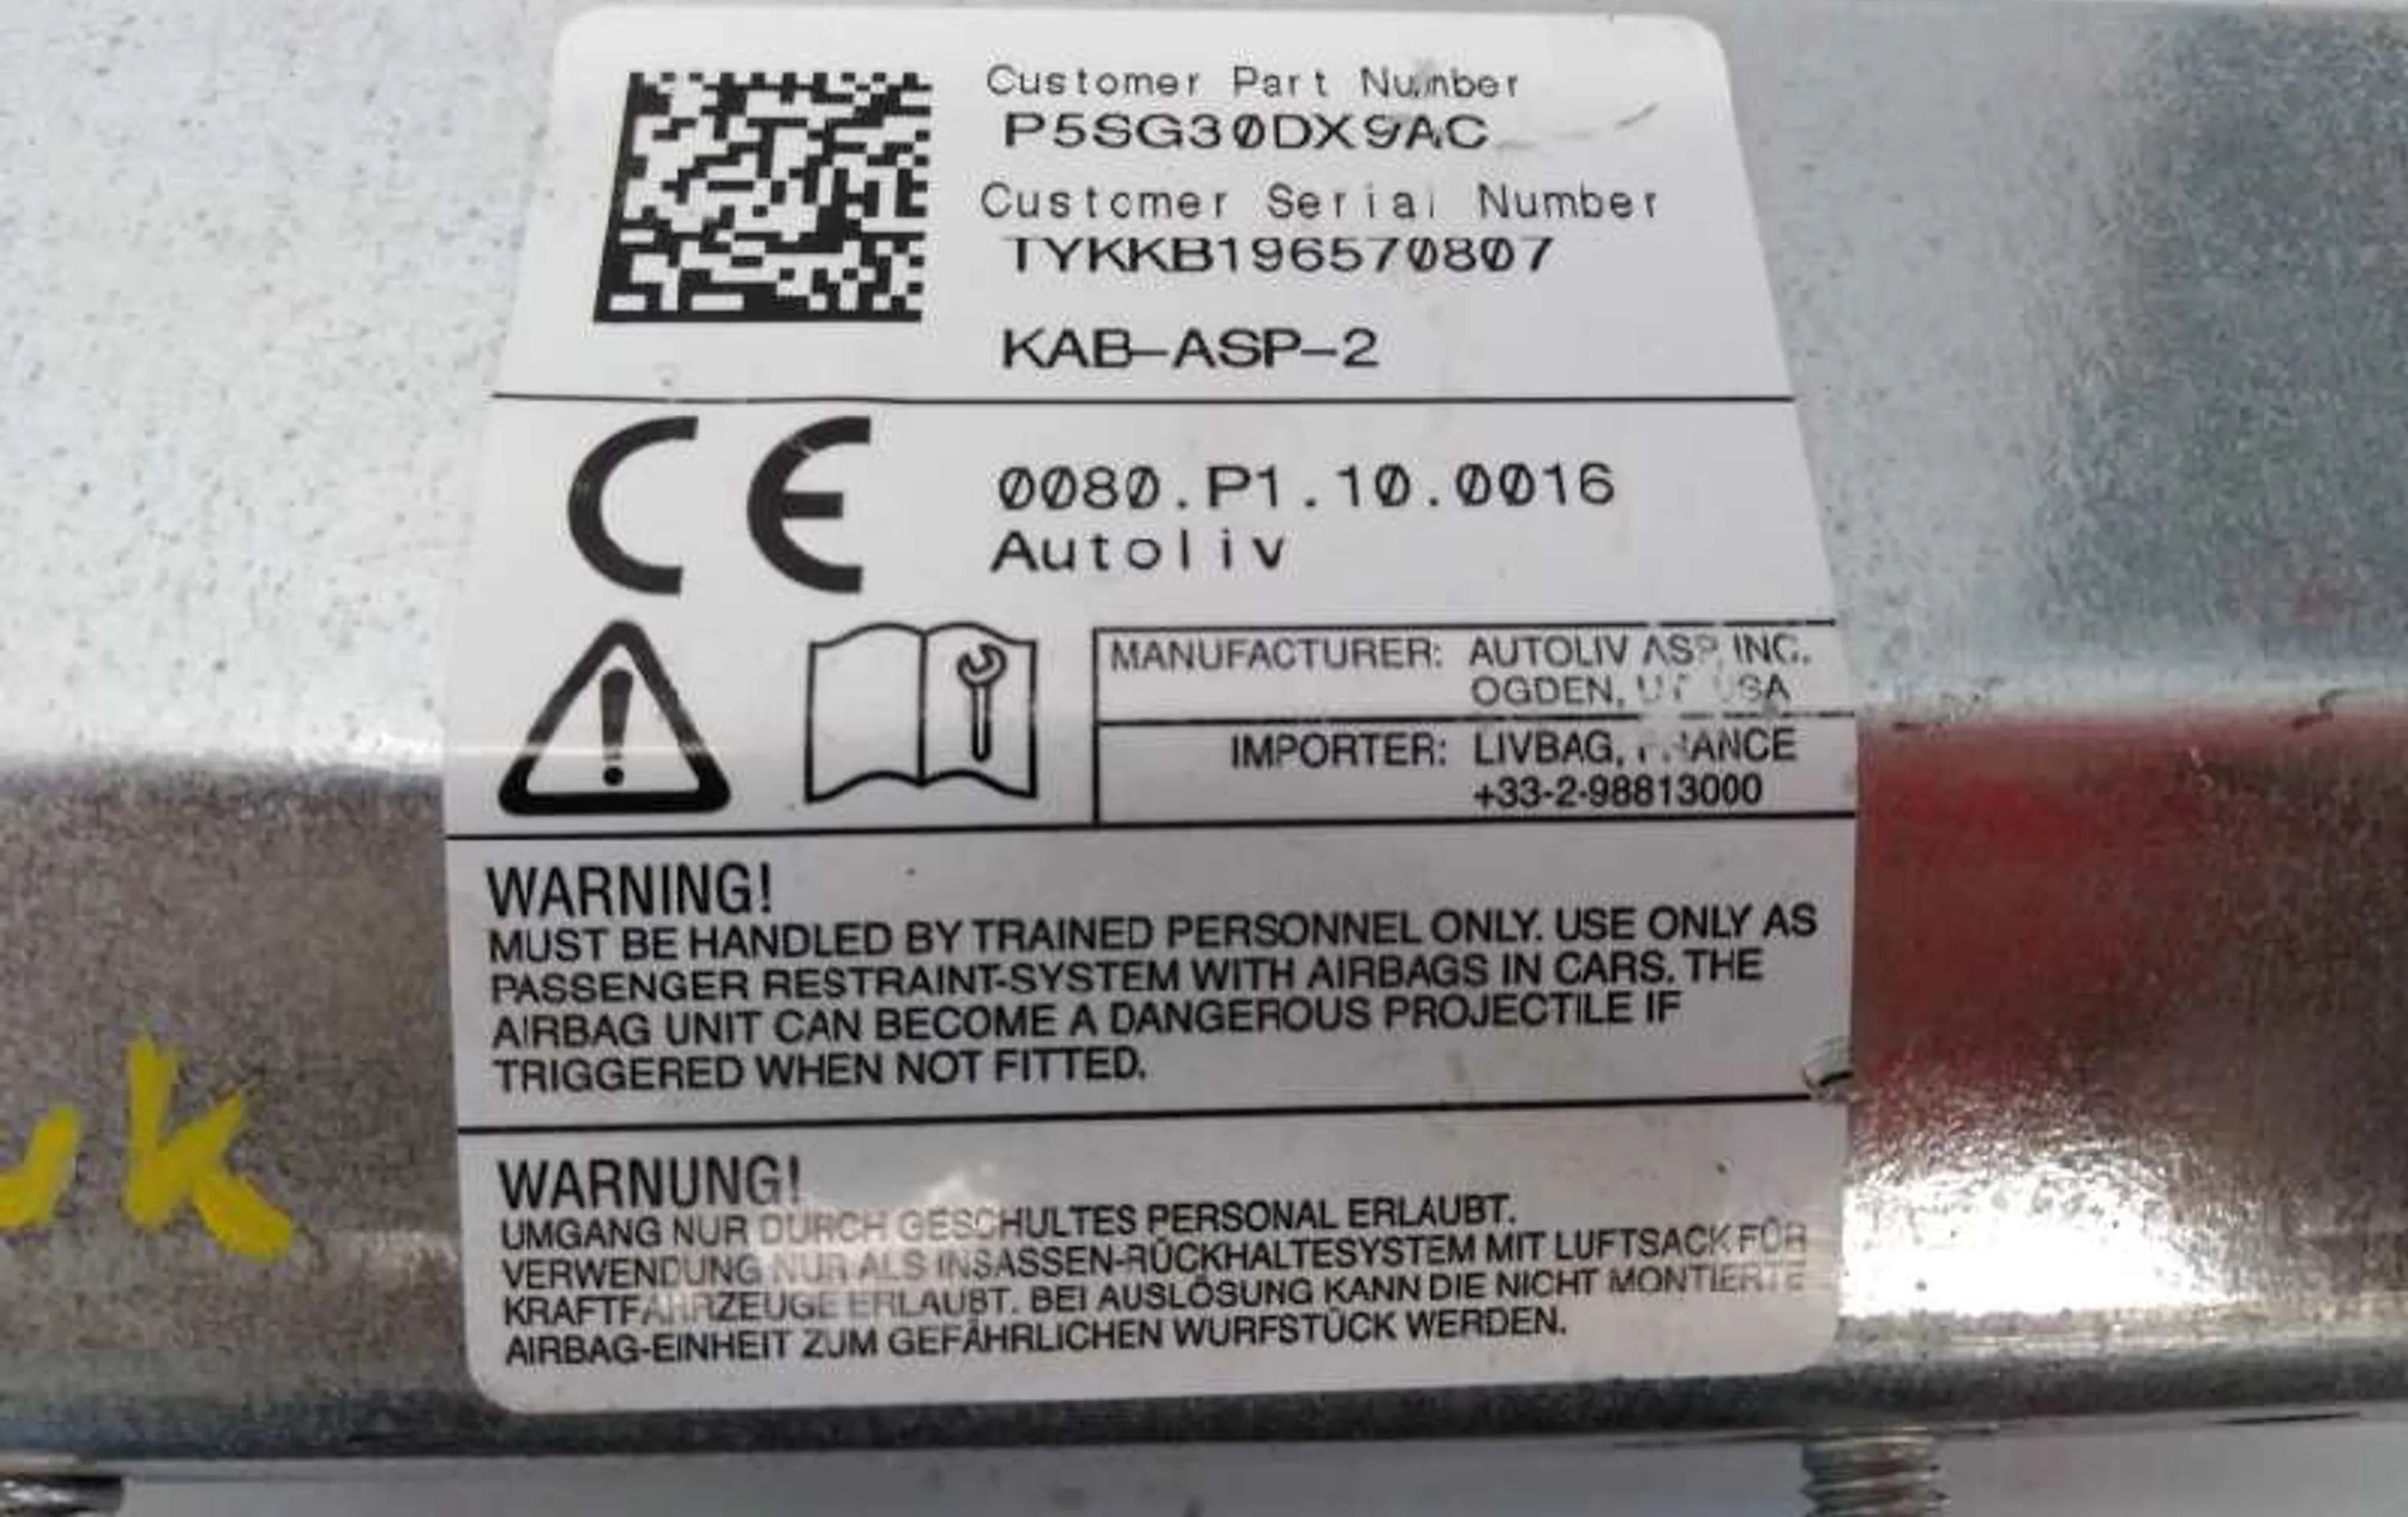 Customer Part Number
P5SG30DX9AC
Customer Serial Number
TYKKB196570807
KAB-ASP-2
CE
0080.P1.10.0016
Autoliv
MANUFACTURER: AUTOLIV ASP, INC.
OGDEN, UT USA
IMPORTER: LIVBAG, FRANCE
+33-2-98813000
WARNING!
MUST BE HANDLED BY TRAINED PERSONNEL ONLY. USE ONLY AS
PASSENGER RESTRAINT-SYSTEM WITH AIRBAGS IN CARS. THE
AIRBAG UNIT CAN BECOME A DANGEROUS PROJECTILE IF
TRIGGERED WHEN NOT FITTED.
WARNUNG!
UMGANG NUR DURCH GESCHULTES PERSONAL ERLAUBT.
VERWENDUNG NUR ALS INSASSEN-RÜCKHALTESYSTEM MIT LUFTSACK FÜR
KRAFTFAHRZEUGE ERLAUBT. BEI AUSLÖSUNG KANN DIE NICHT MONTIERTE
AIRBAG-EINHEIT ZUM GEFÄHRLICHEN WURFSTÜCK WERDEN.